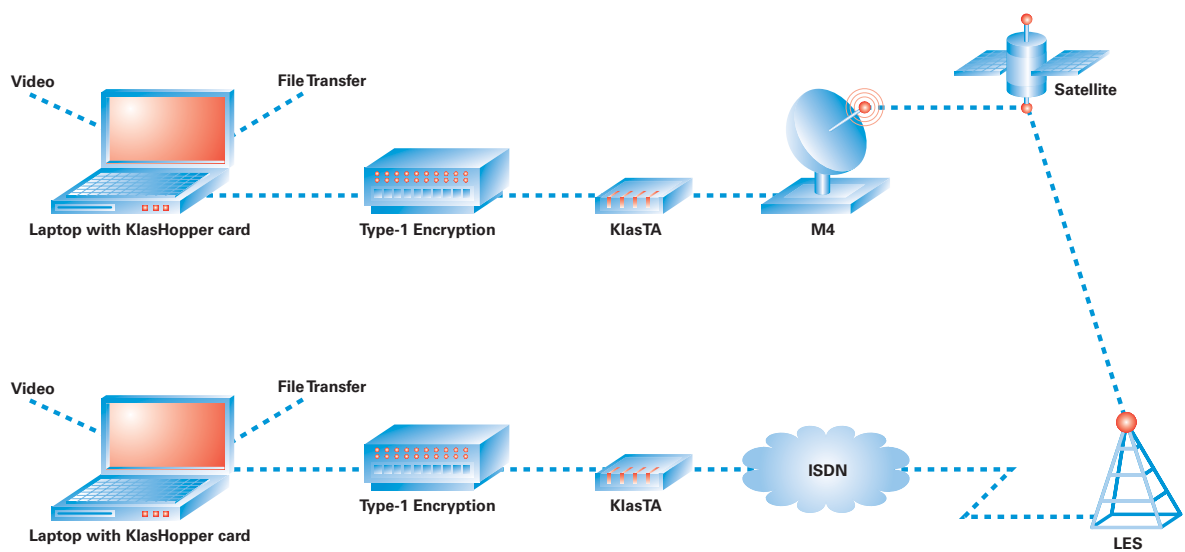 Video
File Transfer
Satellite
Laptop with KlasHopper card
Type-1 Encryption
KlasTA
M4
Video
File Transfer
ISDN
Laptop with KlasHopper card
Type-1 Encryption
KlasTA
LES